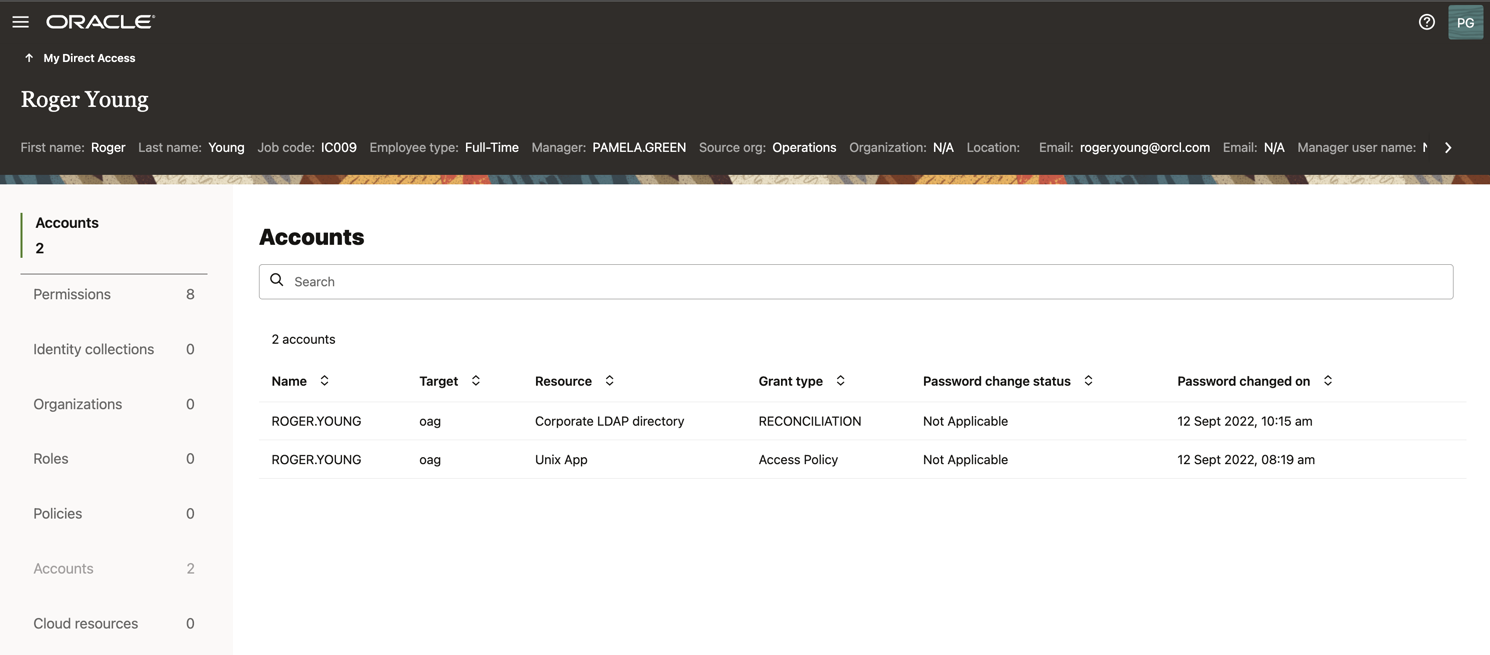 ORACLE
PG
My Direct Access
Roger Young
First name: Roger Last name: Young Job code: IC009 Employee type: Full-Time Manager: PAMELA.GREEN Source org: Operations Organization: N/A Location: Email: roger.young@orcl.com Email: N/A Manager user name:
Accounts
2
Permissions 8
Identity collections 0
Organizations 0
Roles 0
Policies 0
Accounts 2
Cloud resources 0
Accounts
Search
2 accounts
Name Target Resource Grant type Password change status Password changed on
ROGER.YOUNG oag Corporate LDAP directory RECONCILIATION Not Applicable 12 Sept 2022, 10:15 am
ROGER.YOUNG oag Unix App Access Policy Not Applicable 12 Sept 2022, 08:19 am